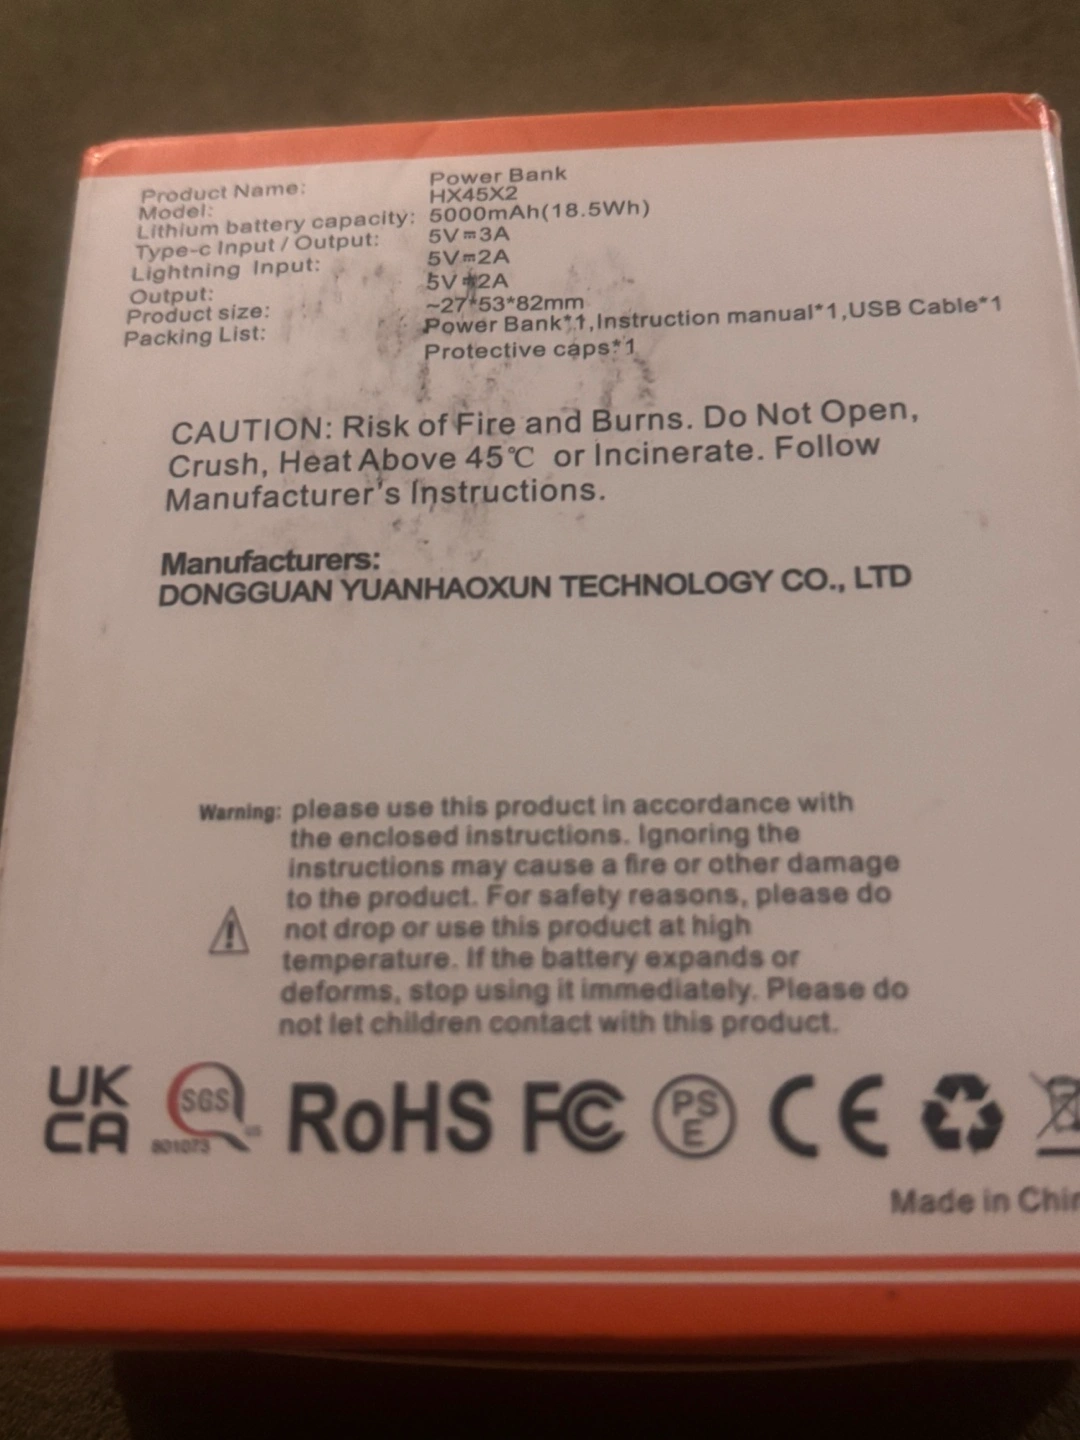 Product Name: Power Bank
Model: HX45X2
Lithium battery capacity: 5000mAh(18.5Wh)
Type-c Input / Output: 5V⎓3A
Lightning Input: 5V⎓2A
Output: 5V⎓2A
Product size: ~27*53*82mm
Packing List: Power Bank*1,Instruction manual*1,USB Cable*1
Protective caps*1
CAUTION: Risk of Fire and Burns. Do Not Open,
Crush, Heat Above 45℃ or Incinerate. Follow
Manufacturer's Instructions.
Manufacturers:
DONGGUAN YUANHAOXUN TECHNOLOGY CO., LTD
Warning: please use this product in accordance with
the enclosed instructions. Ignoring the
instructions may cause a fire or other damage
to the product. For safety reasons, please do
not drop or use this product at high
temperature. If the battery expands or
deforms, stop using it immediately. Please do
not let children contact with this product.
UK
CA SGS 801073 RoHS FC PSE CE
Made in Chin